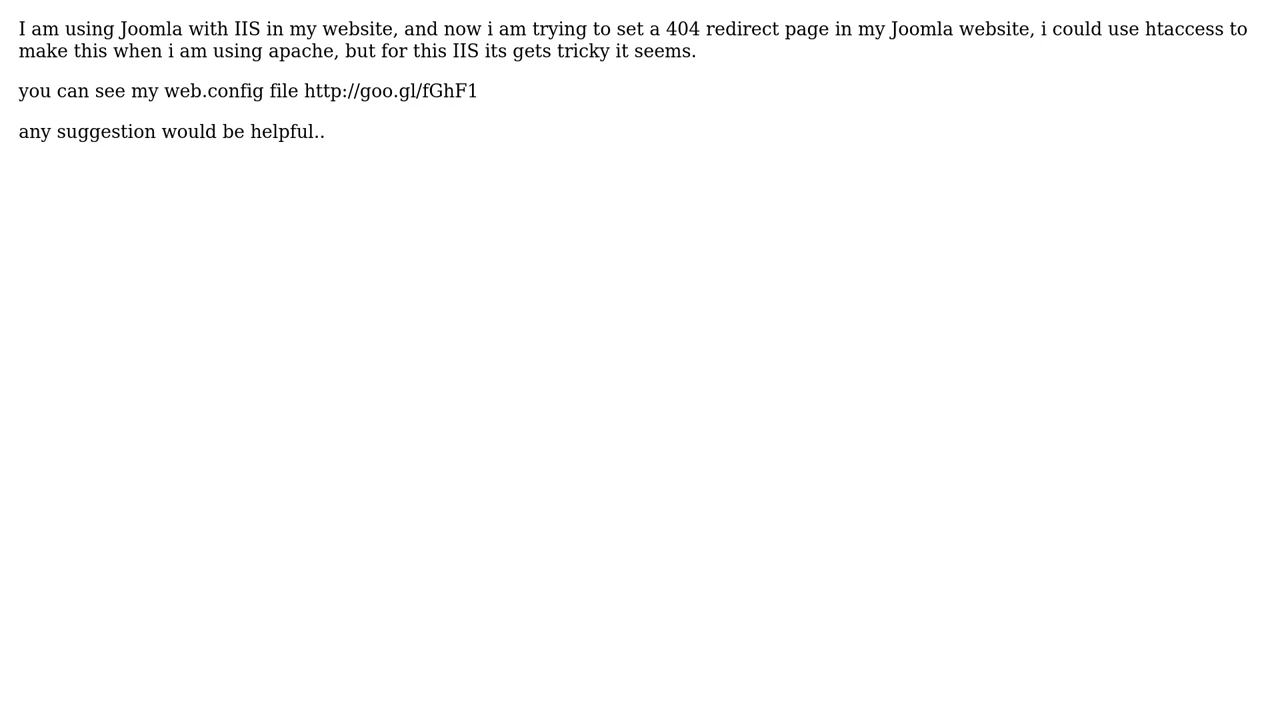 I am using Joomla with IIS in my website, and now i am trying to set a 404 redirect page in my Joomla website, i could use htaccess to
make this when i am using apache, but for this IIS its gets tricky it seems.
you can see my web.config file http://goo.gl/fGhF1
any suggestion would be helpful..